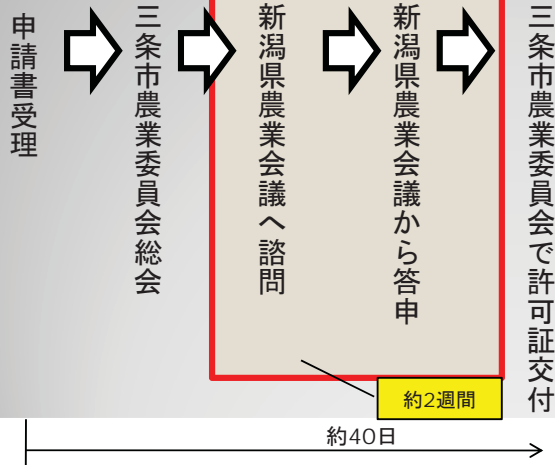 申請書受理
三条市農業委員会総会
新潟県農業会議へ諮問
新潟県農業会議から答申
三条市農業委員会で許可証交付
約2週間
約40日